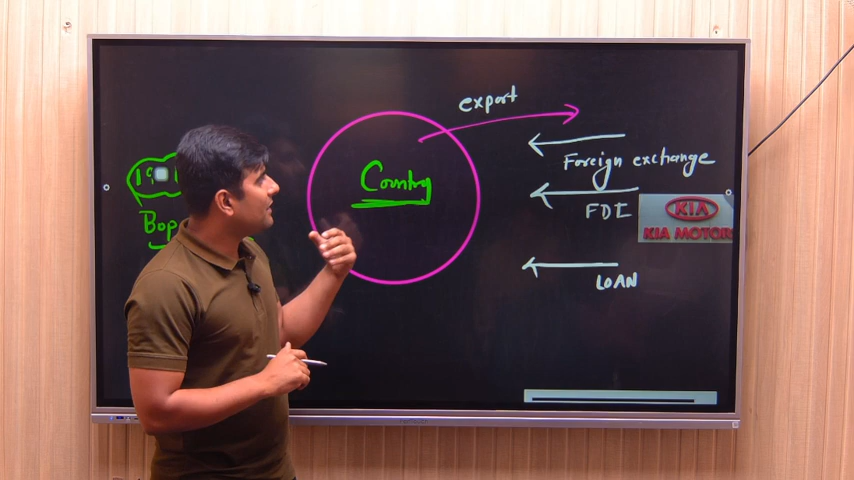 export
Foreign exchange
Country
BOP
FDI
KIA
KIA MOTORS
LOAN